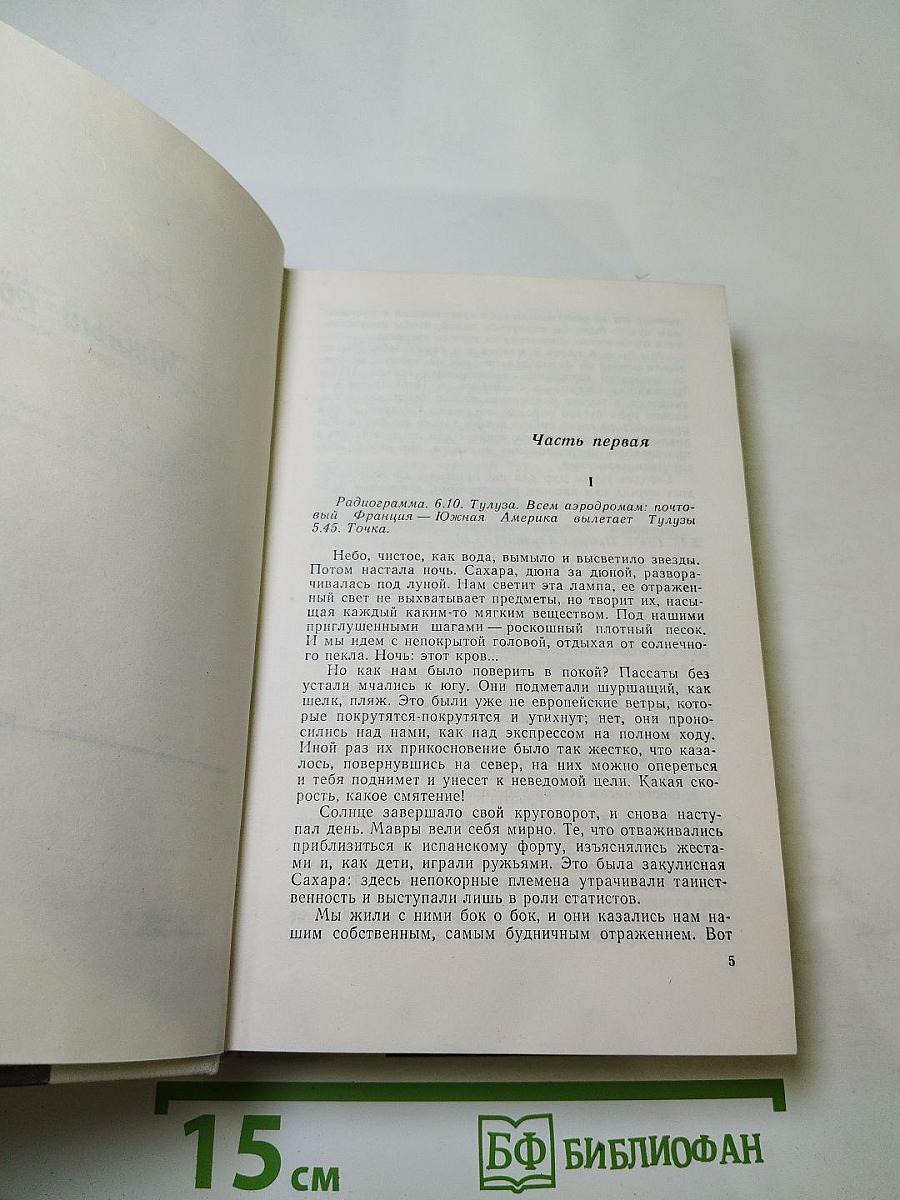 Часть первая
I
Радиограмма. 6.10. Тулуза. Всем аэродромам: почто-
вый Франция — Южная Америка вылетает Тулузы
5.45. Точка.
Небо, чистое, как вода, вымыло и высветило звезды.
Потом настала ночь. Сахара, дюна за дюной, развора-
чивалась под луной. Нам светит эта лампа, ее отражен-
ный свет не выхватывает предметы, но творит их, насы-
щая каждый каким-то мягким веществом. Под нашими
приглушенными шагами — роскошный плотный песок.
И мы идем с непокрытой головой, отдыхая от солнечно-
го пекла. Ночь: этот кров...
Но как нам было поверить в покой? Пассаты без
устали мчались к югу. Они подметали шуршащий, как
шелк, пляж. Это были уже не европейские ветры, кото-
рые покрутятся-покрутятся и утихнут; нет, они проно-
сились над нами, как над экспрессом на полном ходу.
Иной раз их прикосновение было так жестко, что каза-
лось, повернувшись на север, на них можно опереться
и тебя поднимет и унесет к неведомой цели. Какая ско-
рость, какое смятение!
Солнце завершало свой круговорот, и снова насту-
пал день. Мавры вели себя мирно. Те, что отваживались
приблизиться к испанскому форту, изъяснялись жеста-
ми и, как дети, играли ружьями. Это была закулисная
Сахара: здесь непокорные племена утрачивали таинст-
венность и выступали лишь в роли статистов.
Мы жили с ними бок о бок, и они казались нам на-
шим собственным, самым будничным отражением. Вот
5
15 см
БФ БИБЛИОФАН